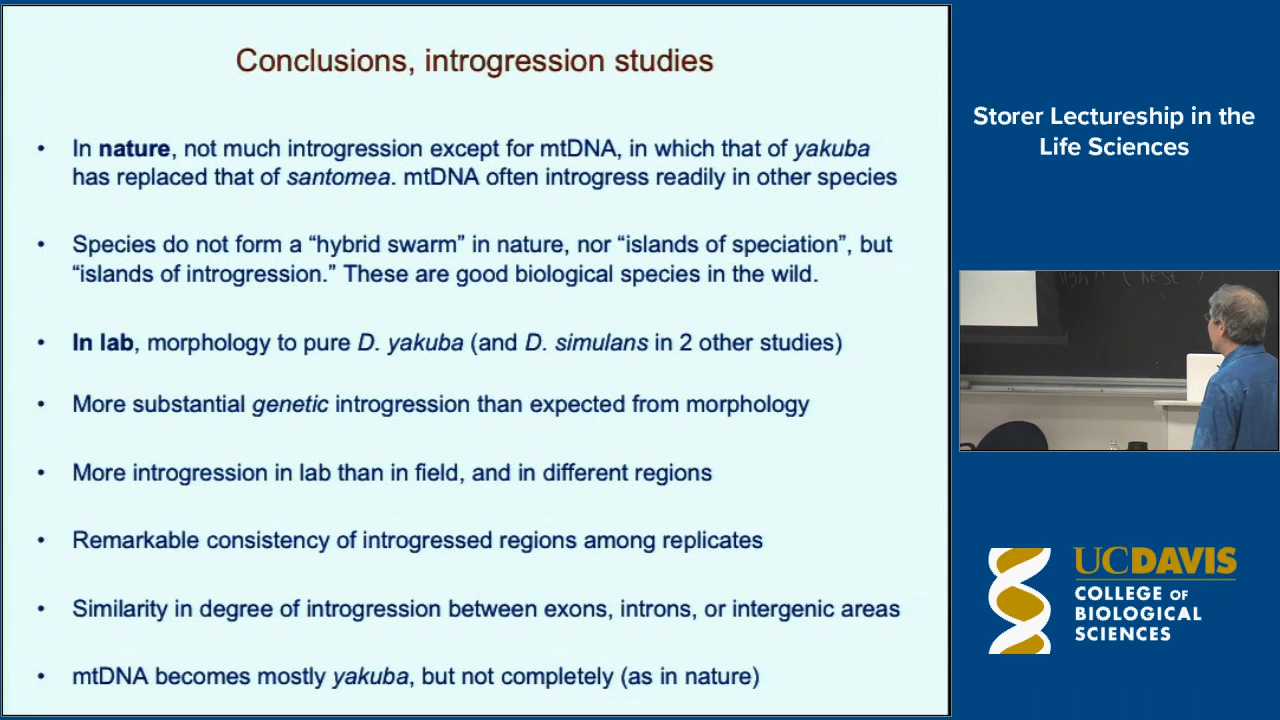 Conclusions, introgression studies
• In nature, not much introgression except for mtDNA, in which that of yakuba
has replaced that of santomea. mtDNA often introgress readily in other species
• Species do not form a “hybrid swarm” in nature, nor “islands of speciation”, but
“islands of introgression.” These are good biological species in the wild.
• In lab, morphology to pure D. yakuba (and D. simulans in 2 other studies)
• More substantial genetic introgression than expected from morphology
• More introgression in lab than in field, and in different regions
• Remarkable consistency of introgressed regions among replicates
• Similarity in degree of introgression between exons, introns, or intergenic areas
• mtDNA becomes mostly yakuba, but not completely (as in nature)
Storer Lectureship in the
Life Sciences
UCDAVIS
COLLEGE OF
BIOLOGICAL
SCIENCES